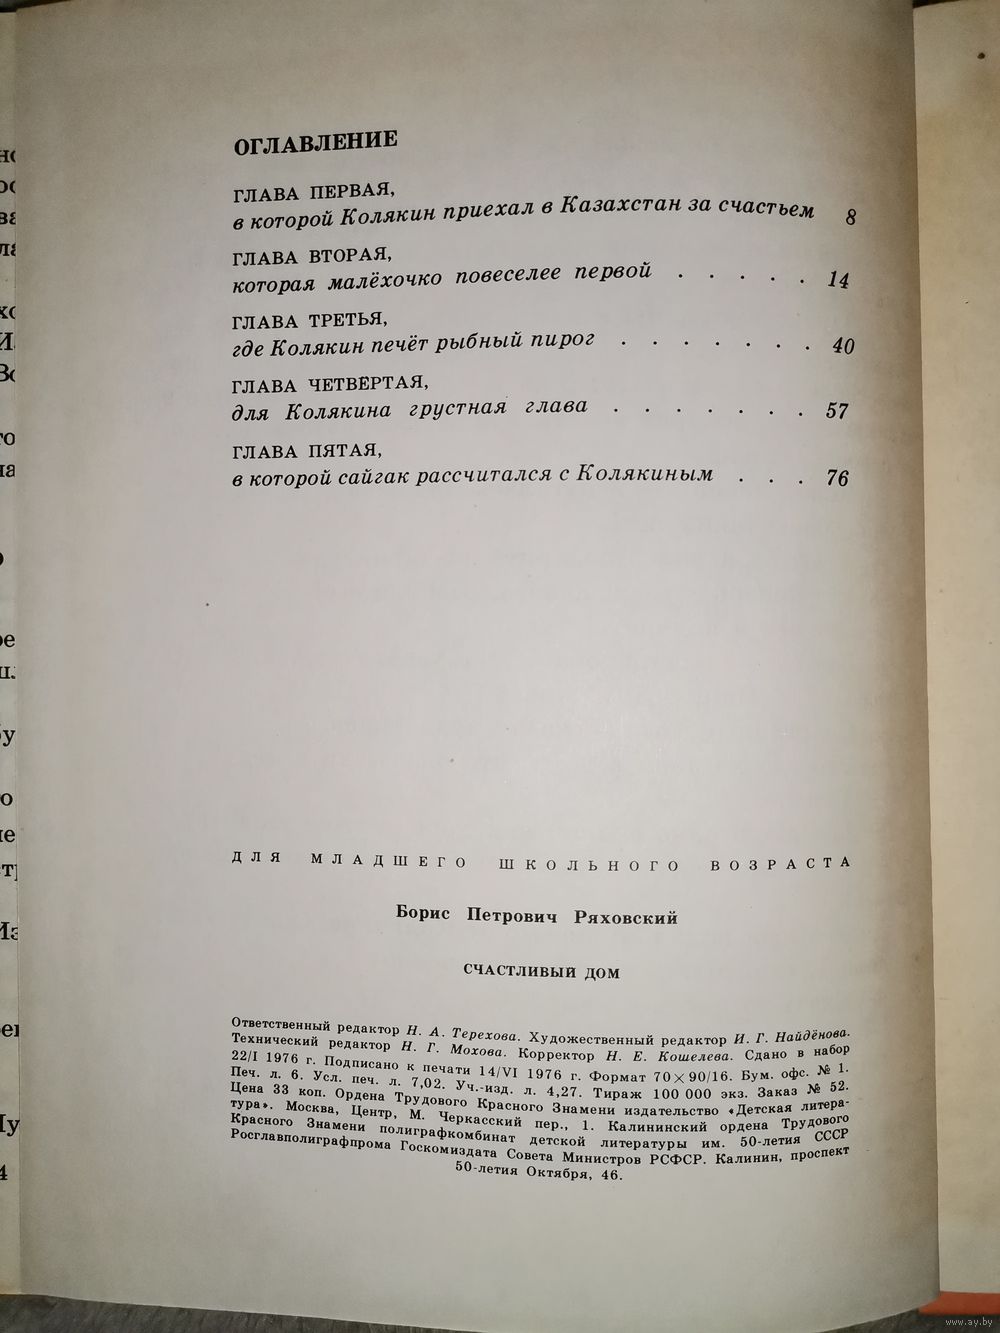 ОГЛАВЛЕНИЕ
ГЛАВА ПЕРВАЯ,
в которой Колякин приехал в Казахстан за счастьем 8
ГЛАВА ВТОРАЯ,
которая малёхочко повеселее первой . . . . . 14
ГЛАВА ТРЕТЬЯ,
где Колякин печёт рыбный пирог . . . . . . . 40
ГЛАВА ЧЕТВЕРТАЯ,
для Колякина грустная глава . . . . . . . 57
ГЛАВА ПЯТАЯ,
в которой сайгак рассчитался с Колякиным . . . 76
ДЛЯ МЛАДШЕГО ШКОЛЬНОГО ВОЗРАСТА
Борис Петрович Ряховский
СЧАСТЛИВЫЙ ДОМ
Ответственный редактор Н. А. Терехова. Художественный редактор И. Г. Найдёнова.
Технический редактор Н. Г. Мохова. Корректор Н. Е. Кошелева. Сдано в набор
22/I 1976 г. Подписано к печати 14/VI 1976 г. Формат 70×90/16. Бум. офс. № 1.
Печ. л. 6. Усл. печ. л. 7,02. Уч.-изд. л. 4,27. Тираж 100 000 экз. Заказ № 52.
Цена 33 коп. Ордена Трудового Красного Знамени издательство «Детская литера-
тура». Москва, Центр, М. Черкасский пер., 1. Калининский ордена Трудового
Красного Знамени полиграфкомбинат детской литературы им. 50-летия СССР
Росглавполиграфпрома Госкомиздата Совета Министров РСФСР. Калинин, проспект
50-летия Октября, 46.
www.ay.by